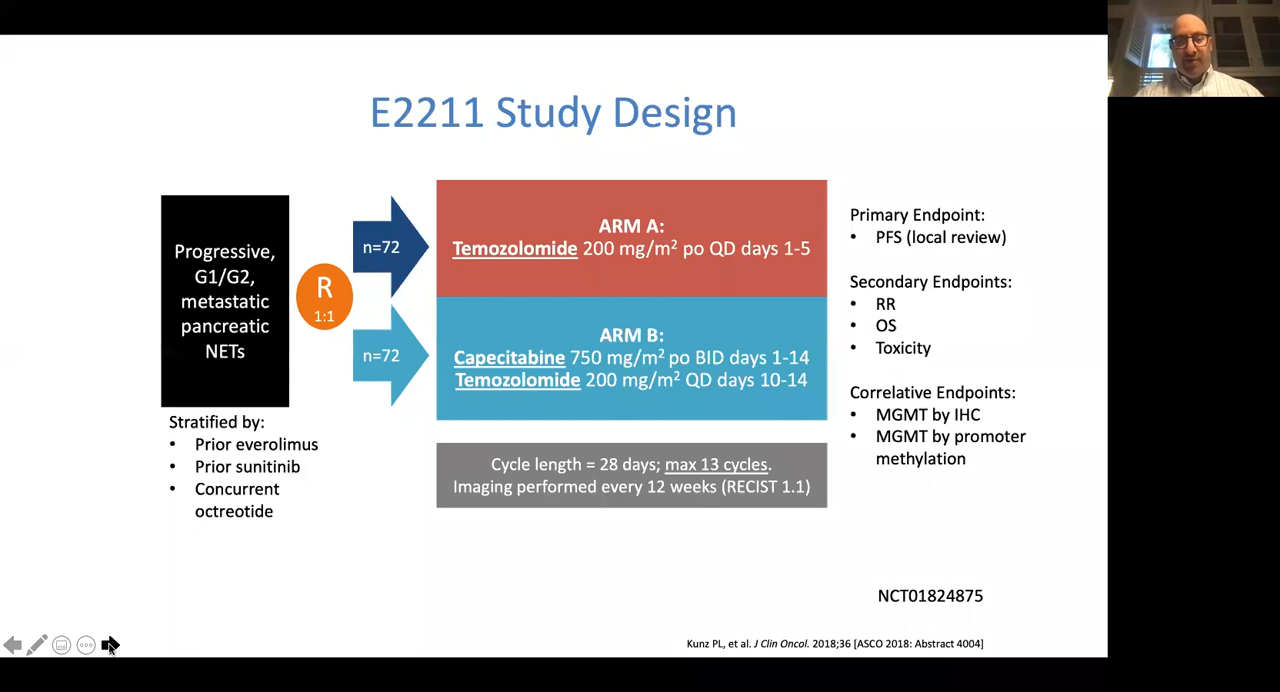 E2211 Study Design
Progressive,
G1/G2,
metastatic
pancreatic
NETs
Stratified by:
• Prior everolimus
• Prior sunitinib
• Concurrent
octreotide
R
1:1
n=72
n=72
ARM A:
Temozolomide 200 mg/m² po QD days 1-5
ARM B:
Capecitabine 750 mg/m² po BID days 1-14
Temozolomide 200 mg/m² QD days 10-14
Cycle length = 28 days; max 13 cycles.
Imaging performed every 12 weeks (RECIST 1.1)
Primary Endpoint:
• PFS (local review)
Secondary Endpoints:
• RR
• OS
• Toxicity
Correlative Endpoints:
• MGMT by IHC
• MGMT by promoter
methylation
NCT01824875
Kunz PL, et al. J Clin Oncol. 2018;36 [ASCO 2018: Abstract 4004]